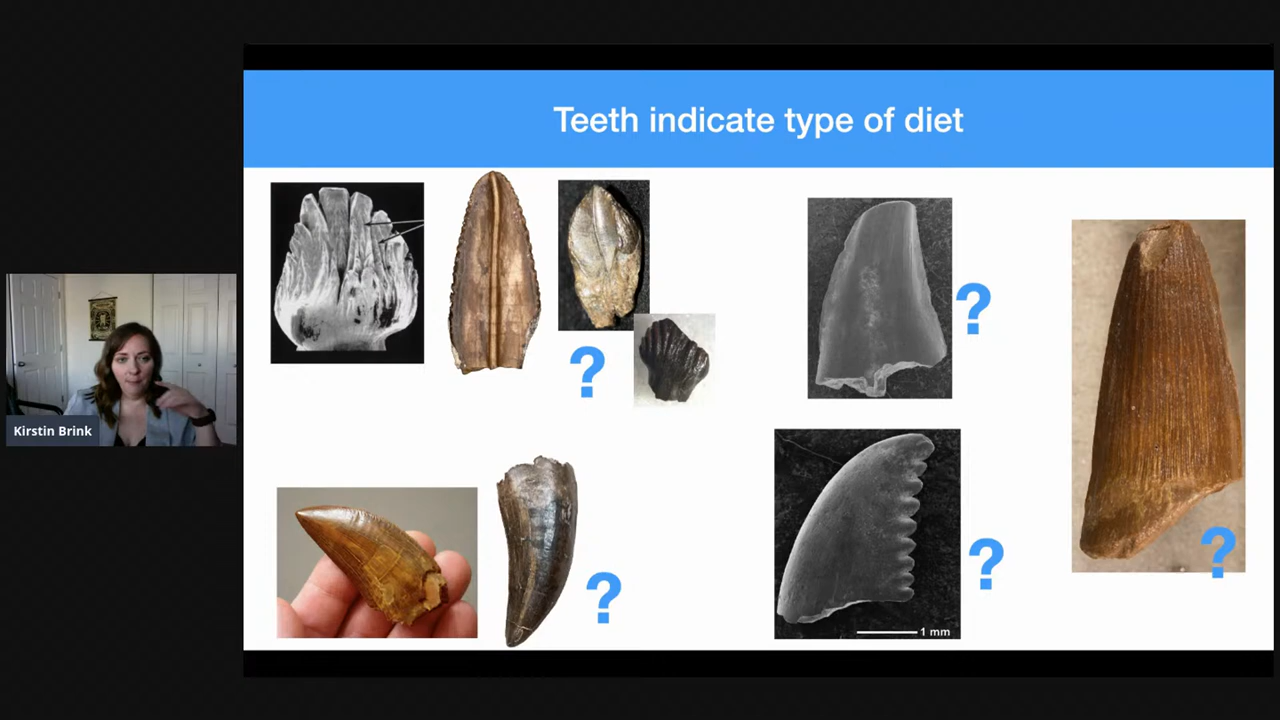 Teeth indicate type of diet
?
?
Kirstin Brink
?
?
?
1 mm